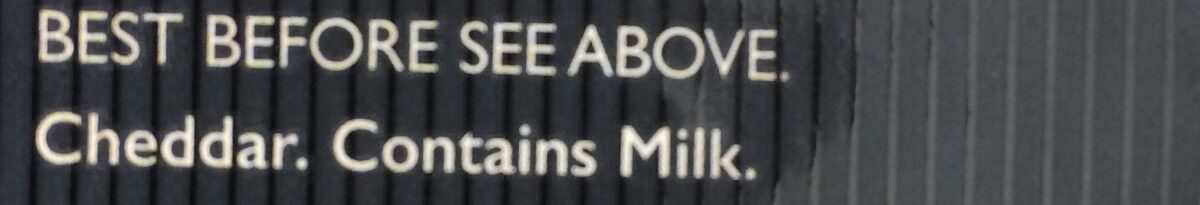 BEST BEFORE SEE ABOVE.
Cheddar. Contains Milk.